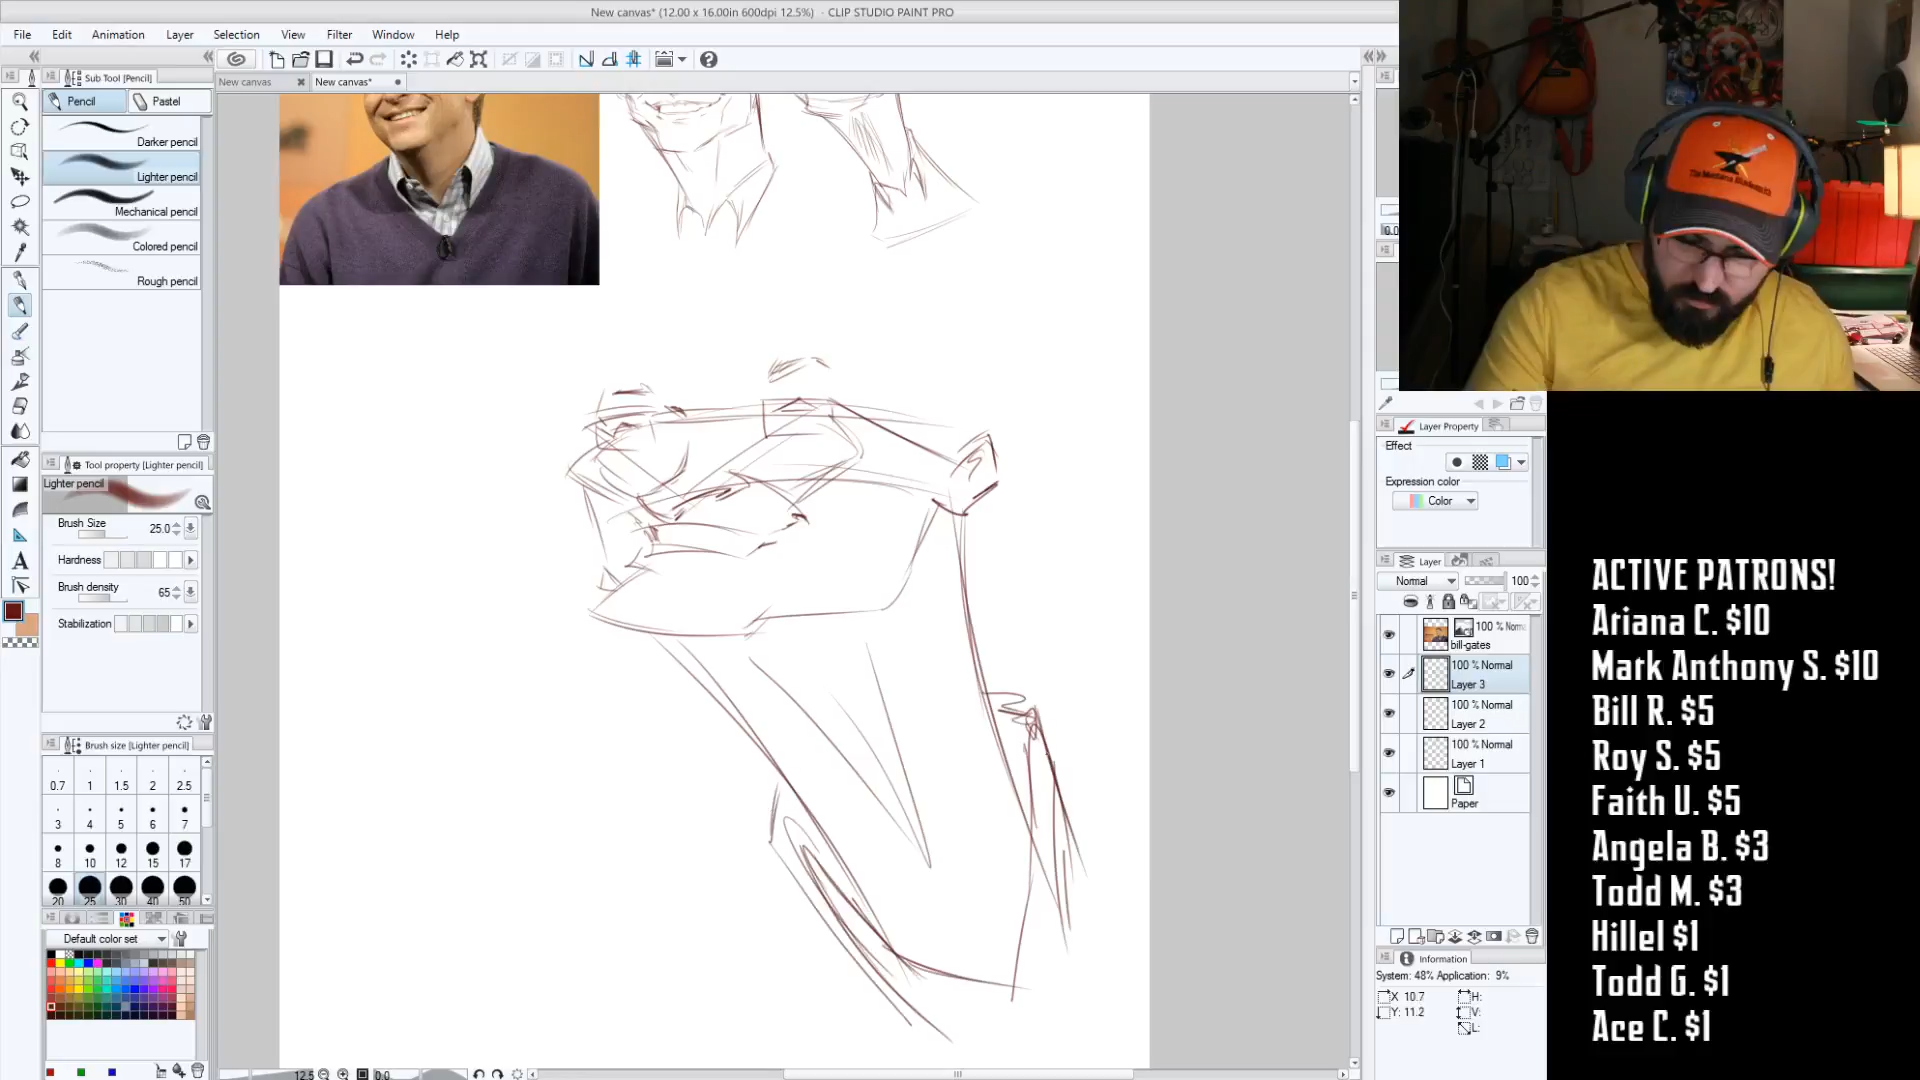 New canvas* (12.00 x 16.00in 600dpi 12.5%) - CLIP STUDIO PAINT PRO
File Edit Animation Layer Selection View Filter Window Help
Sub Tool [Pencil]
New canvas
New canvas*
Pencil
Pastel
Darker pencil
Lighter pencil
Mechanical pencil
Colored pencil
Rough pencil
Tool property [Lighter pencil]
Lighter pencil
Brush Size 25.0
Hardness
Brush density 65
Stabilization
Brush size [Lighter pencil]
0.7 1 1.5 2 2.5
3 4 5 6 7
8 10 12 15 17
20 25 30 40 50
Default color set
12.5
0.0
Layer Property
Effect
Expression color
Color
Layer
Normal 100
100 % Norm
bill-gates
100 % Normal
Layer 3
100 % Normal
Layer 2
100 % Normal
Layer 1
Paper
Information
System: 48% Application: 9%
X 10.7 H:
Y: 11.2 V:
L:
ACTIVE PATRONS!
Ariana C. $10
Mark Anthony S. $10
Bill R. $5
Roy S. $5
Faith U. $5
Angela B. $3
Todd M. $3
Hillel $1
Todd G. $1
Ace C. $1